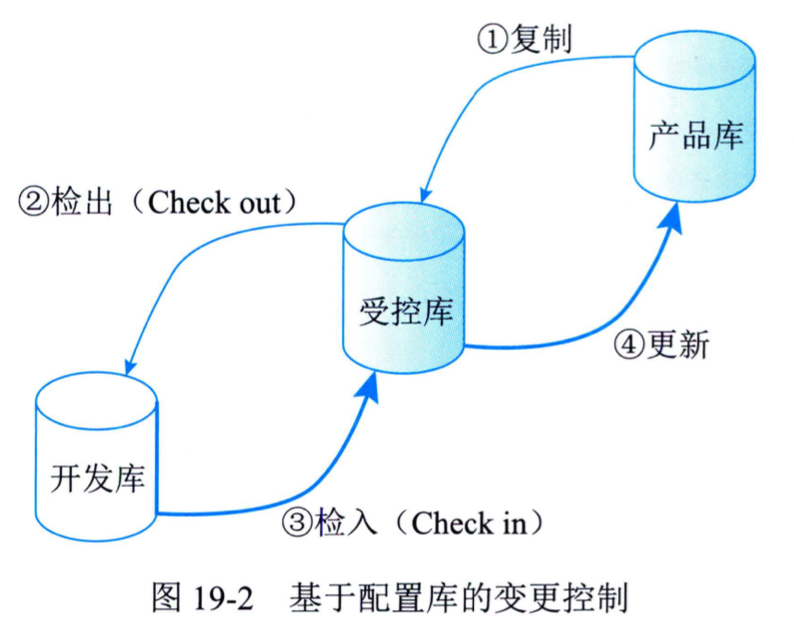 ①复制
产品库
②检出（Check out）
受控库
④更新
开发库
③检入（Check in）
图 19-2 基于配置库的变更控制